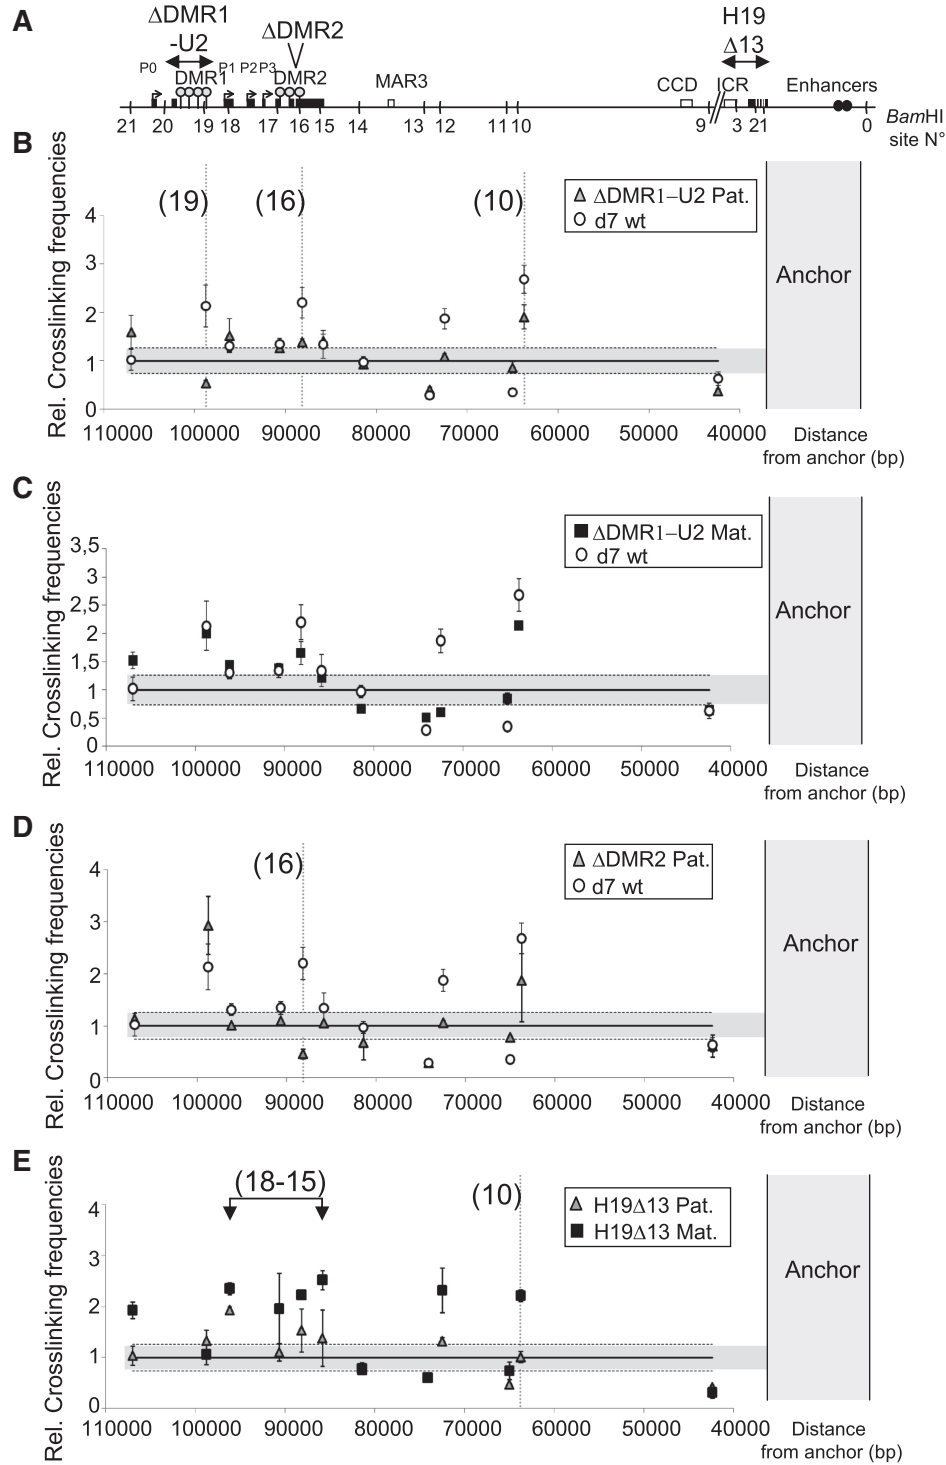 A
ΔDMR1
-U2
ΔDMR2
H19
Δ13
P0 DMR1 P1 P2 P3 DMR2 MAR3 CCD ICR Enhancers
21 20 19 18 17 16 15 14 13 12 11 10 9 3 2 1 0 BamHI
site N°
B
Rel. Crosslinking frequencies
(19) (16) (10)
ΔDMR1–U2 Pat.
d7 wt
Anchor
4
3
2
1
0
110000 100000 90000 80000 70000 60000 50000 40000 Distance
from anchor (bp)
C
Rel. Crosslinking frequencies
ΔDMR1–U2 Mat.
d7 wt
Anchor
3,5
3
2,5
2
1,5
1
0,5
0
110000 100000 90000 80000 70000 60000 50000 40000 Distance
from anchor (bp)
D
Rel. Crosslinking frequencies
(16)
ΔDMR2 Pat.
d7 wt
Anchor
4
3
2
1
0
110000 100000 90000 80000 70000 60000 50000 40000 Distance
from anchor (bp)
E
Rel. Crosslinking frequencies
(18-15) (10)
H19Δ13 Pat.
H19Δ13 Mat.
Anchor
4
3
2
1
0
110000 100000 90000 80000 70000 60000 50000 40000 Distance
from anchor (bp)